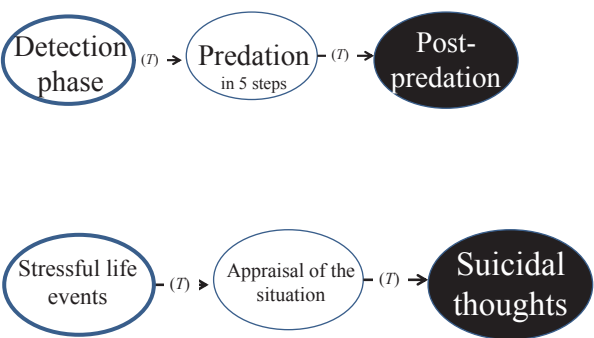 Detection
phase
(T)
Predation
in 5 steps
(T)
Post-
predation
Stressful life
events
(T)
Appraisal of the
situation
(T)
Suicidal
thoughts